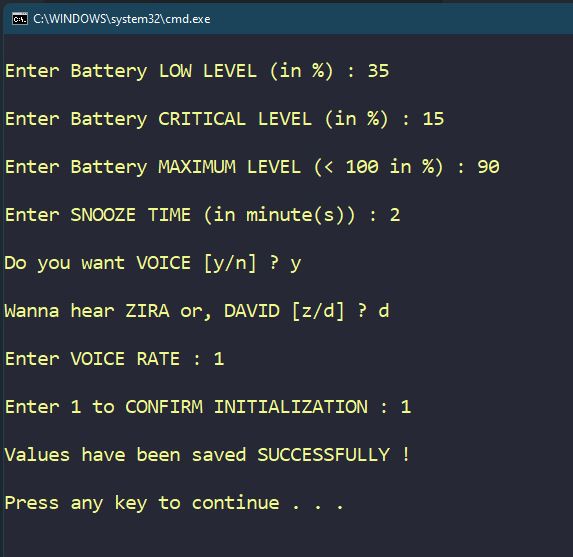 C:\WINDOWS\system32\cmd.exe
Enter Battery LOW LEVEL (in %) : 35
Enter Battery CRITICAL LEVEL (in %) : 15
Enter Battery MAXIMUM LEVEL (< 100 in %) : 90
Enter SNOOZE TIME (in minute(s)) : 2
Do you want VOICE [y/n] ? y
Wanna hear ZIRA or, DAVID [z/d] ? d
Enter VOICE RATE : 1
Enter 1 to CONFIRM INITIALIZATION : 1
Values have been saved SUCCESSFULLY !
Press any key to continue . . .